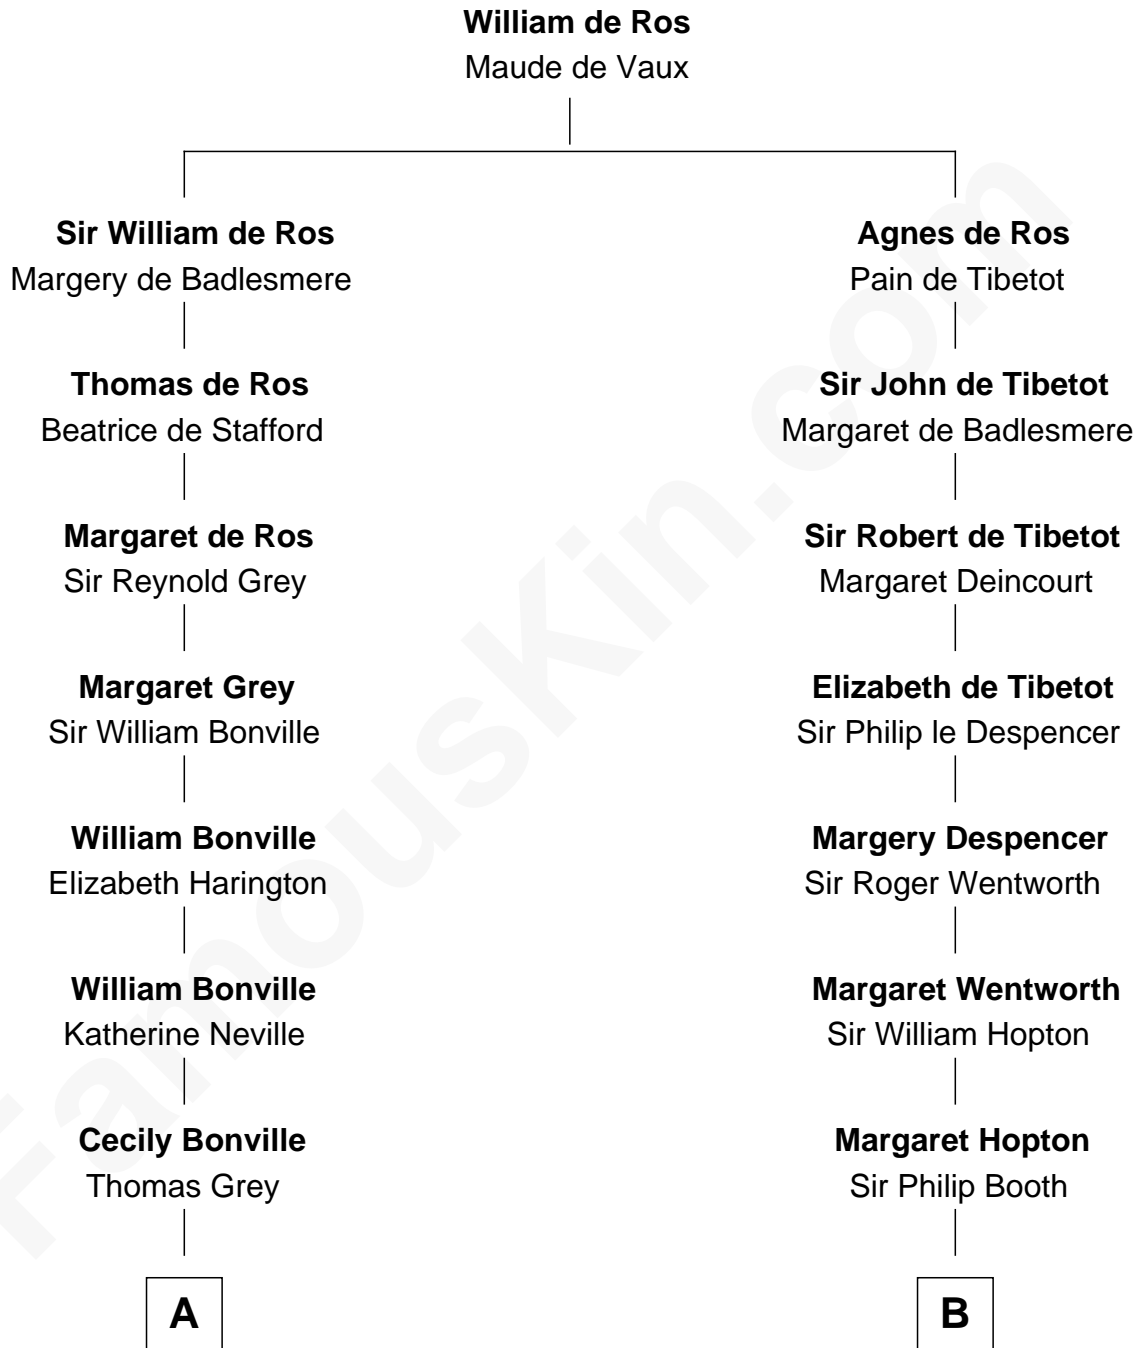 William de Ros
Maude de Vaux
Sir William de Ros
Margery de Badlesmere
Agnes de Ros
Pain de Tibetot
Thomas de Ros
Beatrice de Stafford
Sir John de Tibetot
Margaret de Badlesmere
Margaret de Ros
Sir Reynold Grey
Sir Robert de Tibetot
Margaret Deincourt
Margaret Grey
Sir William Bonville
Elizabeth de Tibetot
Sir Philip le Despencer
William Bonville
Elizabeth Harington
Margery Despencer
Sir Roger Wentworth
William Bonville
Katherine Neville
Margaret Wentworth
Sir William Hopton
Cecily Bonville
Thomas Grey
Margaret Hopton
Sir Philip Booth
A
B
FamousKin.com